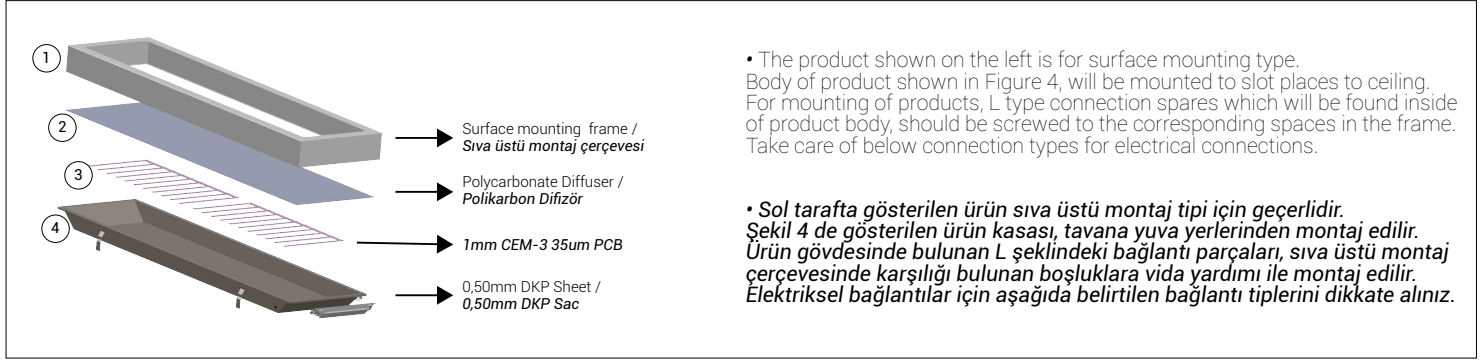 1
2
3
4
Surface mounting frame /
Sıva üstü montaj çerçevesi
Polycarbonate Diffuser /
Polikarbon Difizör
1mm CEM-3 35um PCB
0,50mm DKP Sheet /
0,50mm DKP Sac
• The product shown on the left is for surface mounting type.
Body of product shown in Figure 4, will be mounted to slot places to ceiling.
For mounting of products, L type connection spares which will be found inside
of product body, should be screwed to the corresponding spaces in the frame.
Take care of below connection types for electrical connections.
• Sol tarafta gösterilen ürün sıva üstü montaj tipi için geçerlidir.
Şekil 4 de gösterilen ürün kasası, tavana yuva yerlerinden montaj edilir.
Ürün gövdesinde bulunan L şeklindeki bağlantı parçaları, sıva üstü montaj
çerçevesinde karşılığı bulunan boşluklara vida yardımı ile montaj edilir.
Elektriksel bağlantılar için aşağıda belirtilen bağlantı tiplerini dikkate alınız.